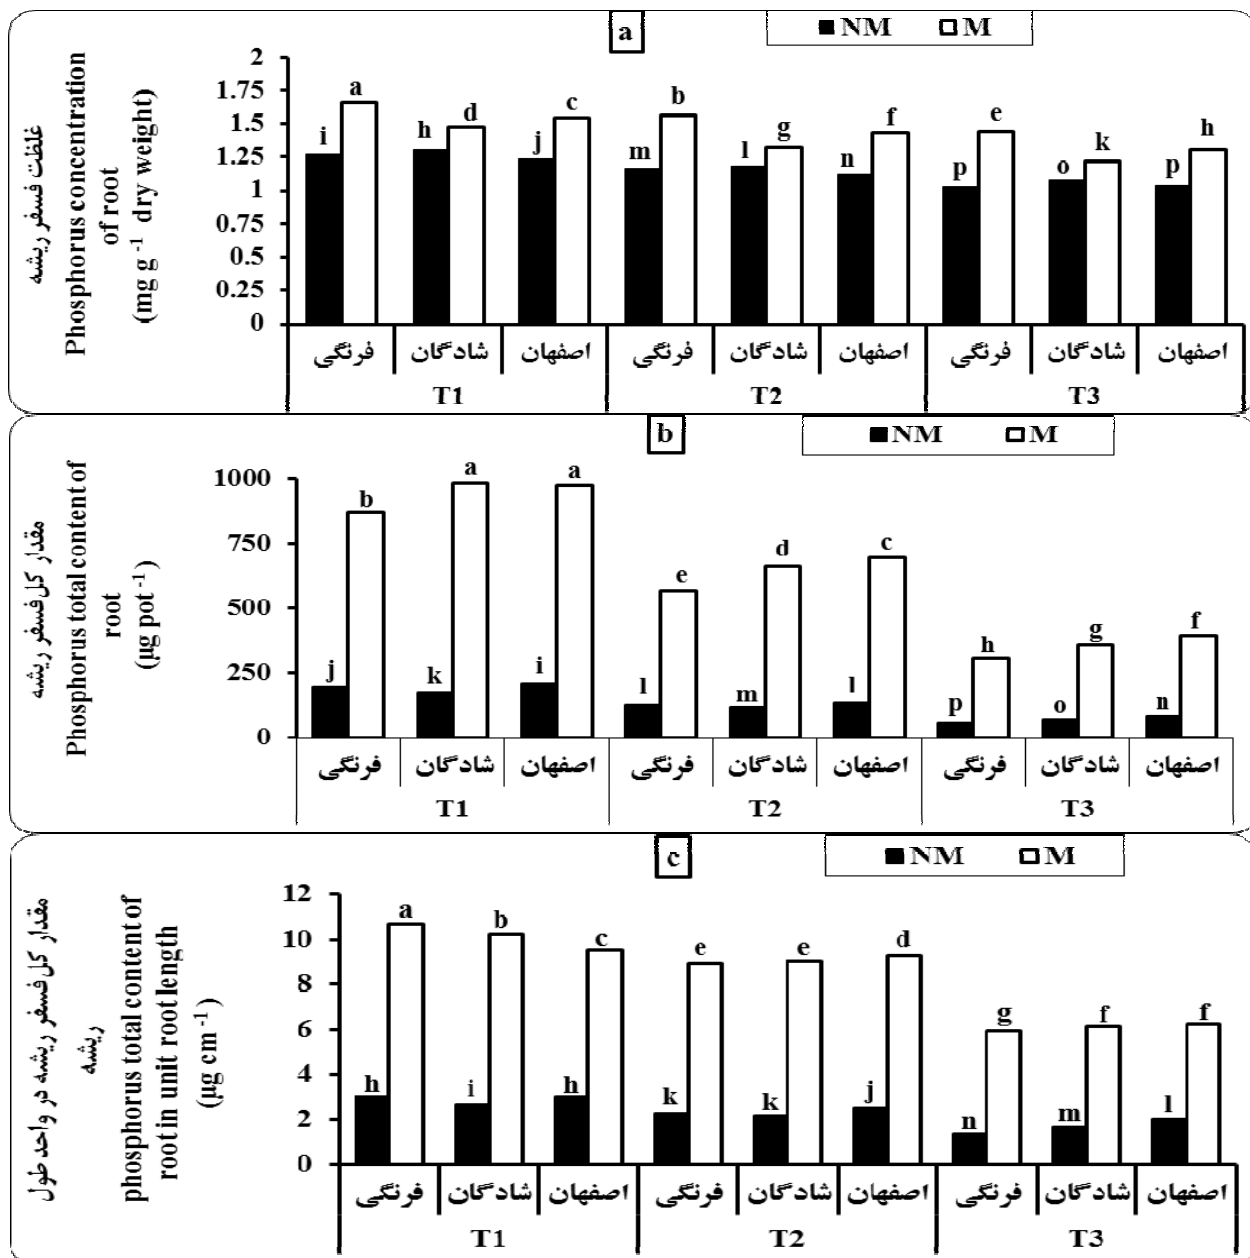 a
NM M
غلظت فسفر ریشه
Phosphorus concentration
of root
(mg g⁻¹ dry weight)
2
1.75
1.5
1.25
1
0.75
0.5
0.25
0
i a h d j c m b l g n f p e o k p h
فرنگی شادگان اصفهان فرنگی شادگان اصفهان فرنگی شادگان اصفهان
T1 T2 T3
b
NM M
مقدار کل فسفر ریشه
Phosphorus total content of
root
(µg pot⁻¹)
1000
750
500
250
0
j b k a i a l e m d l c p h o g n f
فرنگی شادگان اصفهان فرنگی شادگان اصفهان فرنگی شادگان اصفهان
T1 T2 T3
c
NM M
مقدار کل فسفر ریشه در واحد طول
ریشه
phosphorus total content of
root in unit root length
(µg cm⁻¹)
12
10
8
6
4
2
0
h a i b h c k e k e j d n g m f l f
فرنگی شادگان اصفهان فرنگی شادگان اصفهان فرنگی شادگان اصفهان
T1 T2 T3